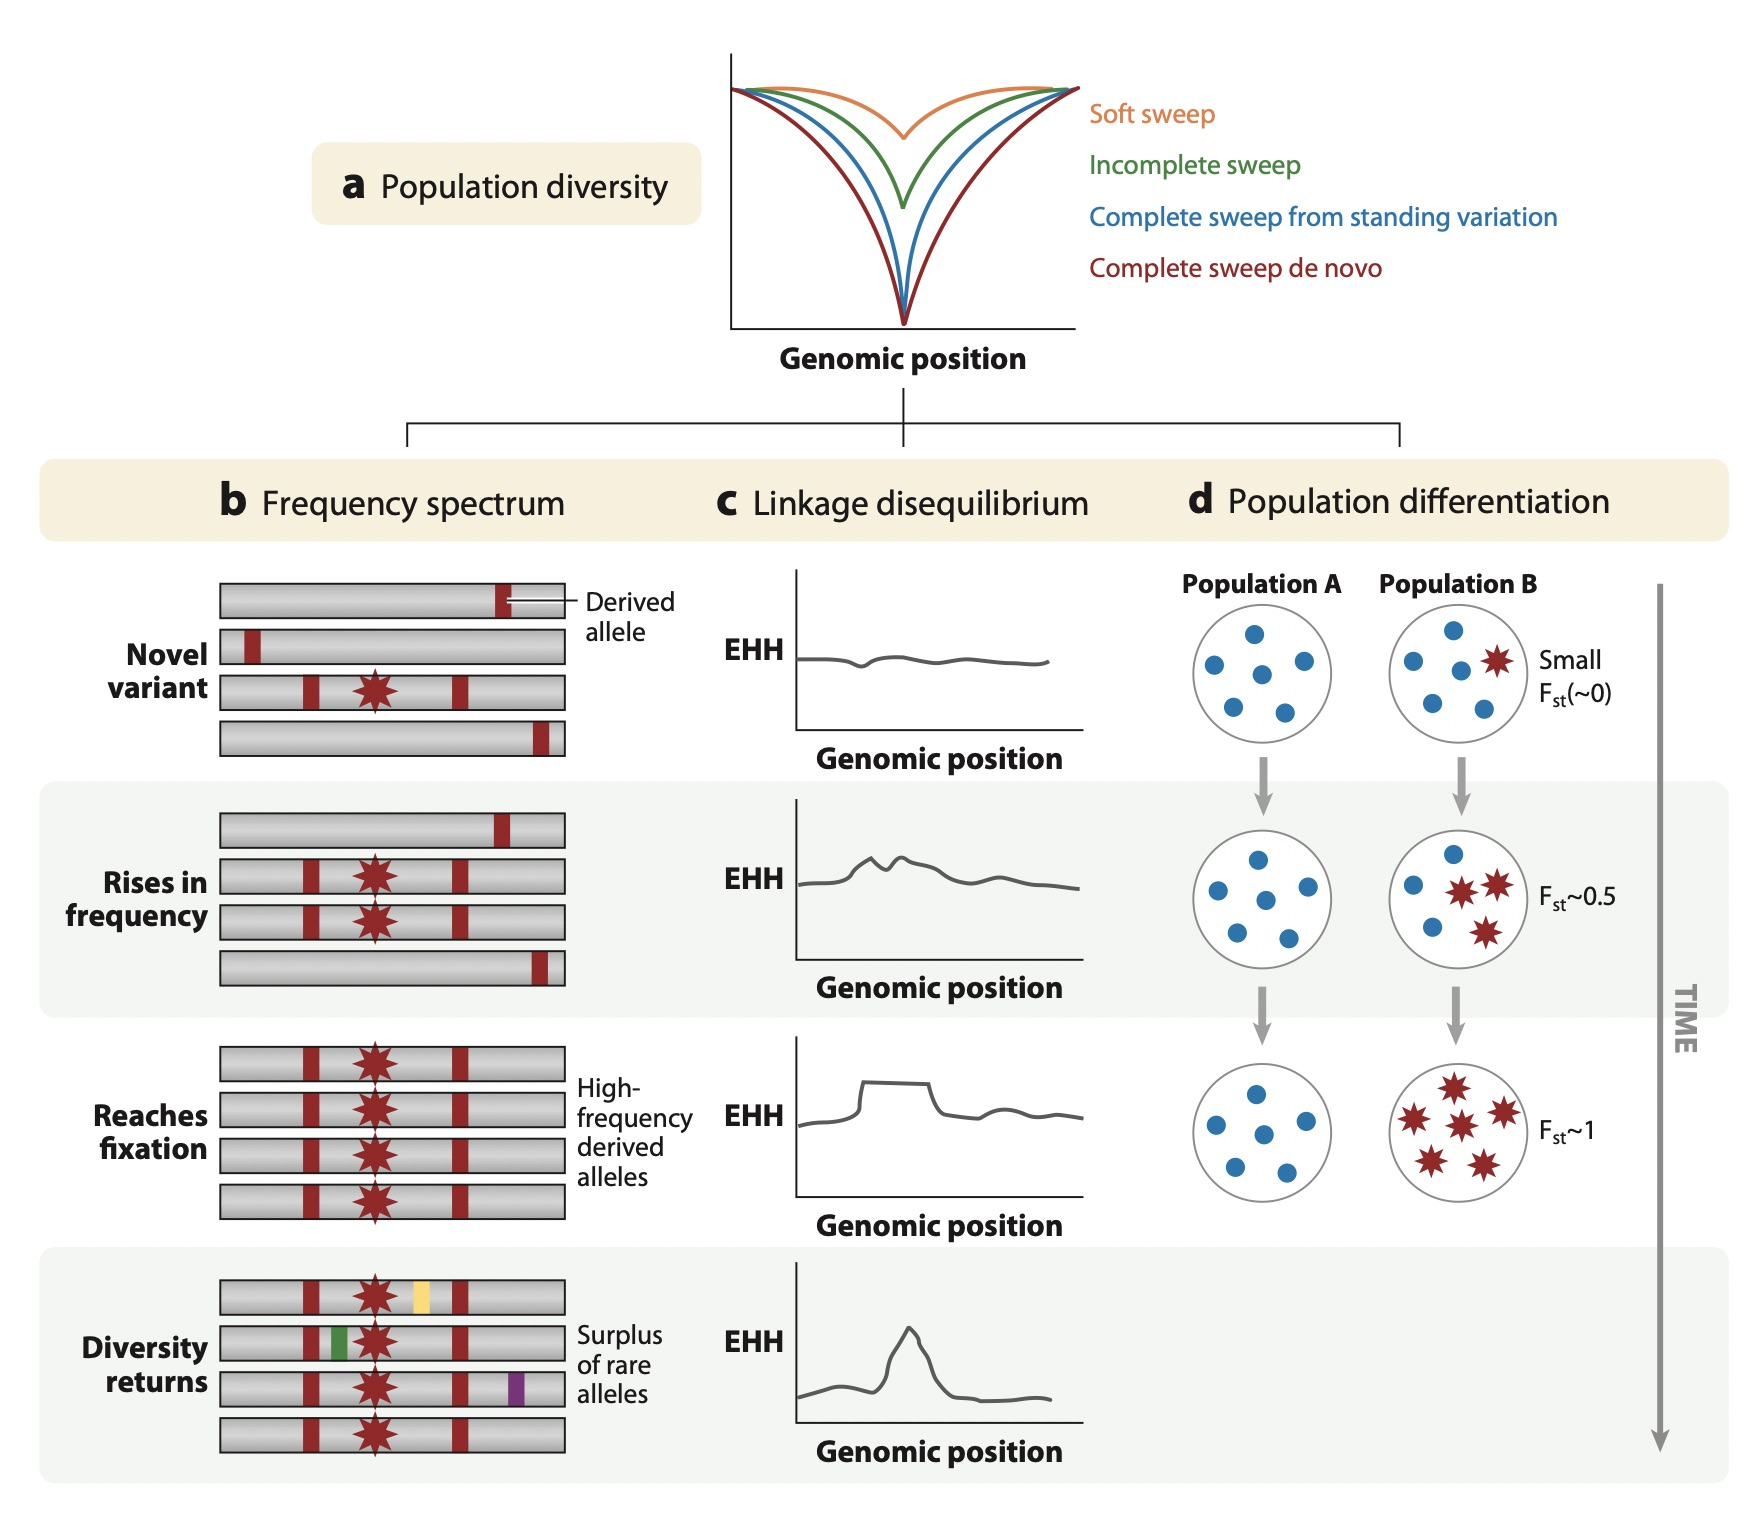 a Population diversity
Soft sweep
Incomplete sweep
Complete sweep from standing variation
Complete sweep de novo
Genomic position
b Frequency spectrum
c Linkage disequilibrium
d Population differentiation
Novel
variant
Derived
allele
EHH
Genomic position
Population A
Population B
Small
Fst(~0)
Rises in
frequency
EHH
Genomic position
Fst~0.5
Reaches
fixation
High-
frequency
derived
alleles
EHH
Genomic position
Fst~1
Diversity
returns
Surplus
of rare
alleles
EHH
Genomic position
TIME